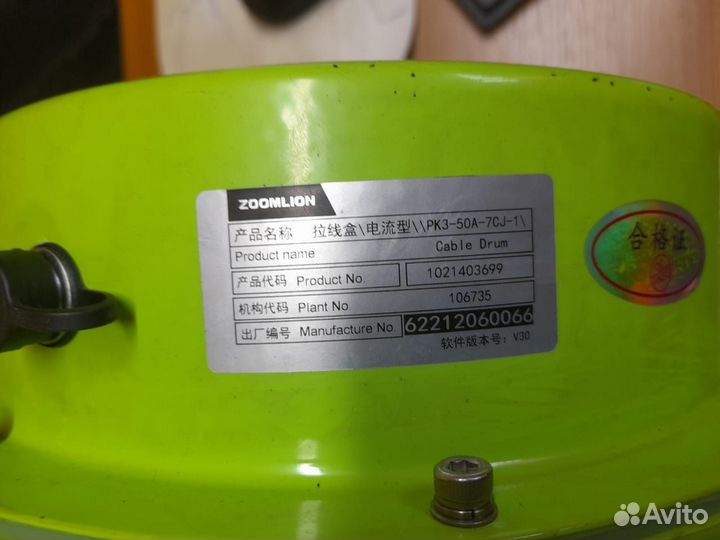 ZOOMLION
产品名称 拉线盒\电流型\\PK3-50A-7CJ-1\
Product name Cable Drum
产品代码 Product No. 1021403699
机构代码 Plant No. 106735
出厂编号 Manufacture No. 62212060066
软件版本号: V30
合格证
Avito